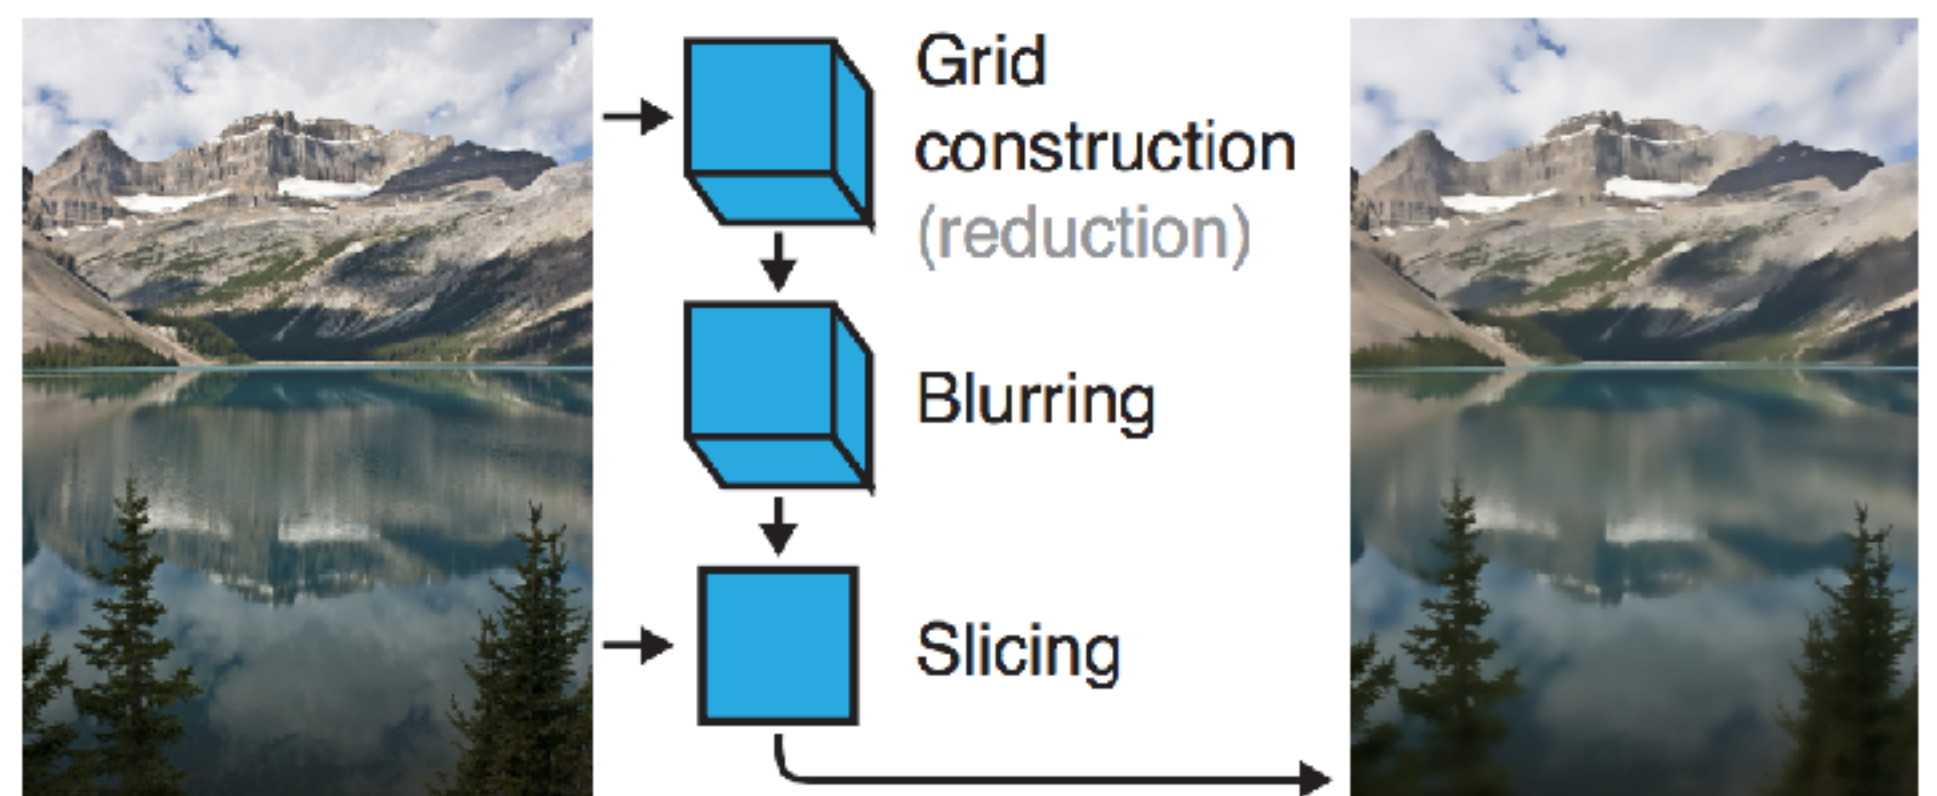 Grid
construction
(reduction)
Blurring
Slicing